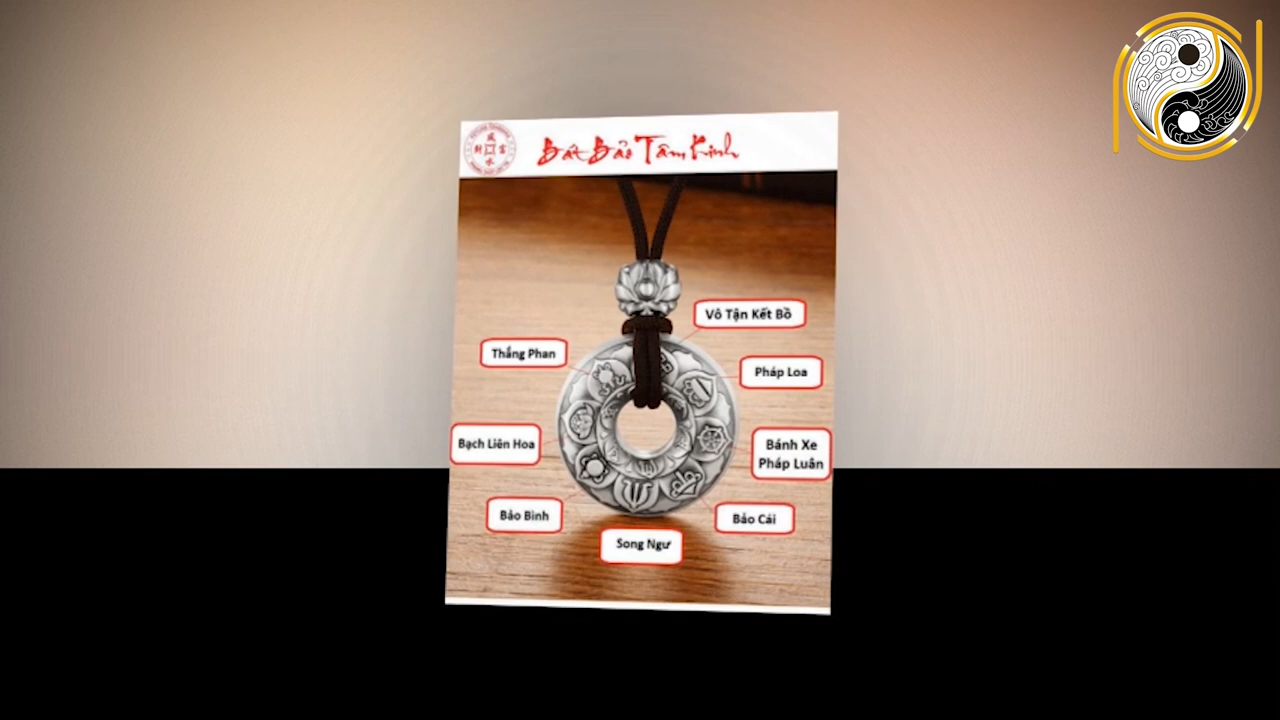 Bát Bảo Tâm Kinh
Vô Tận Kết Bồ
Thắng Phan
Pháp Loa
Bạch Liên Hoa
Bánh Xe
Pháp Luân
Bảo Bình
Bảo Cái
Song Ngư